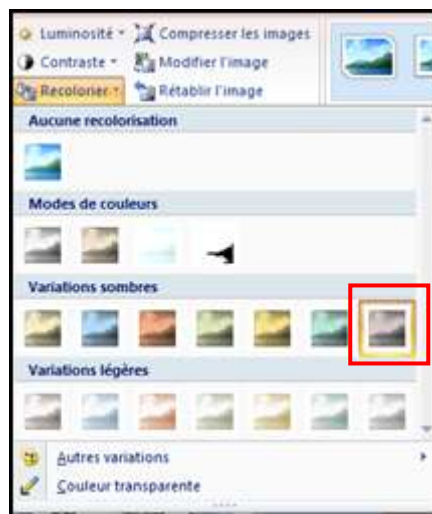 Luminosité
Compresser les images
Contraste
Modifier l'image
Recolorier
Rétablir l'image
Aucune recolorisation
Modes de couleurs
Variations sombres
Variations légères
Autres variations
Couleur transparente